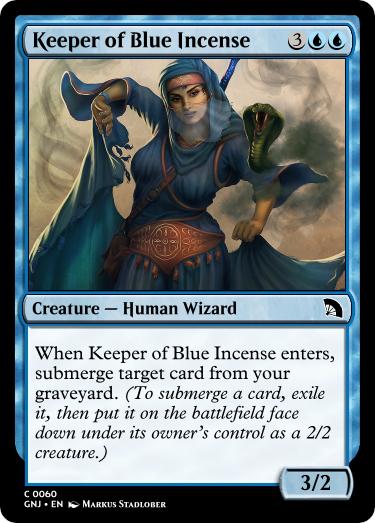 Keeper of Blue Incense 3
Creature — Human Wizard
When Keeper of Blue Incense enters,
submerge target card from your
graveyard. (To submerge a card, exile
it, then put it on the battlefield face
down under its owner's control as a 2/2
creature.)
3/2
C 0060
GNJ • EN Markus Stadlober